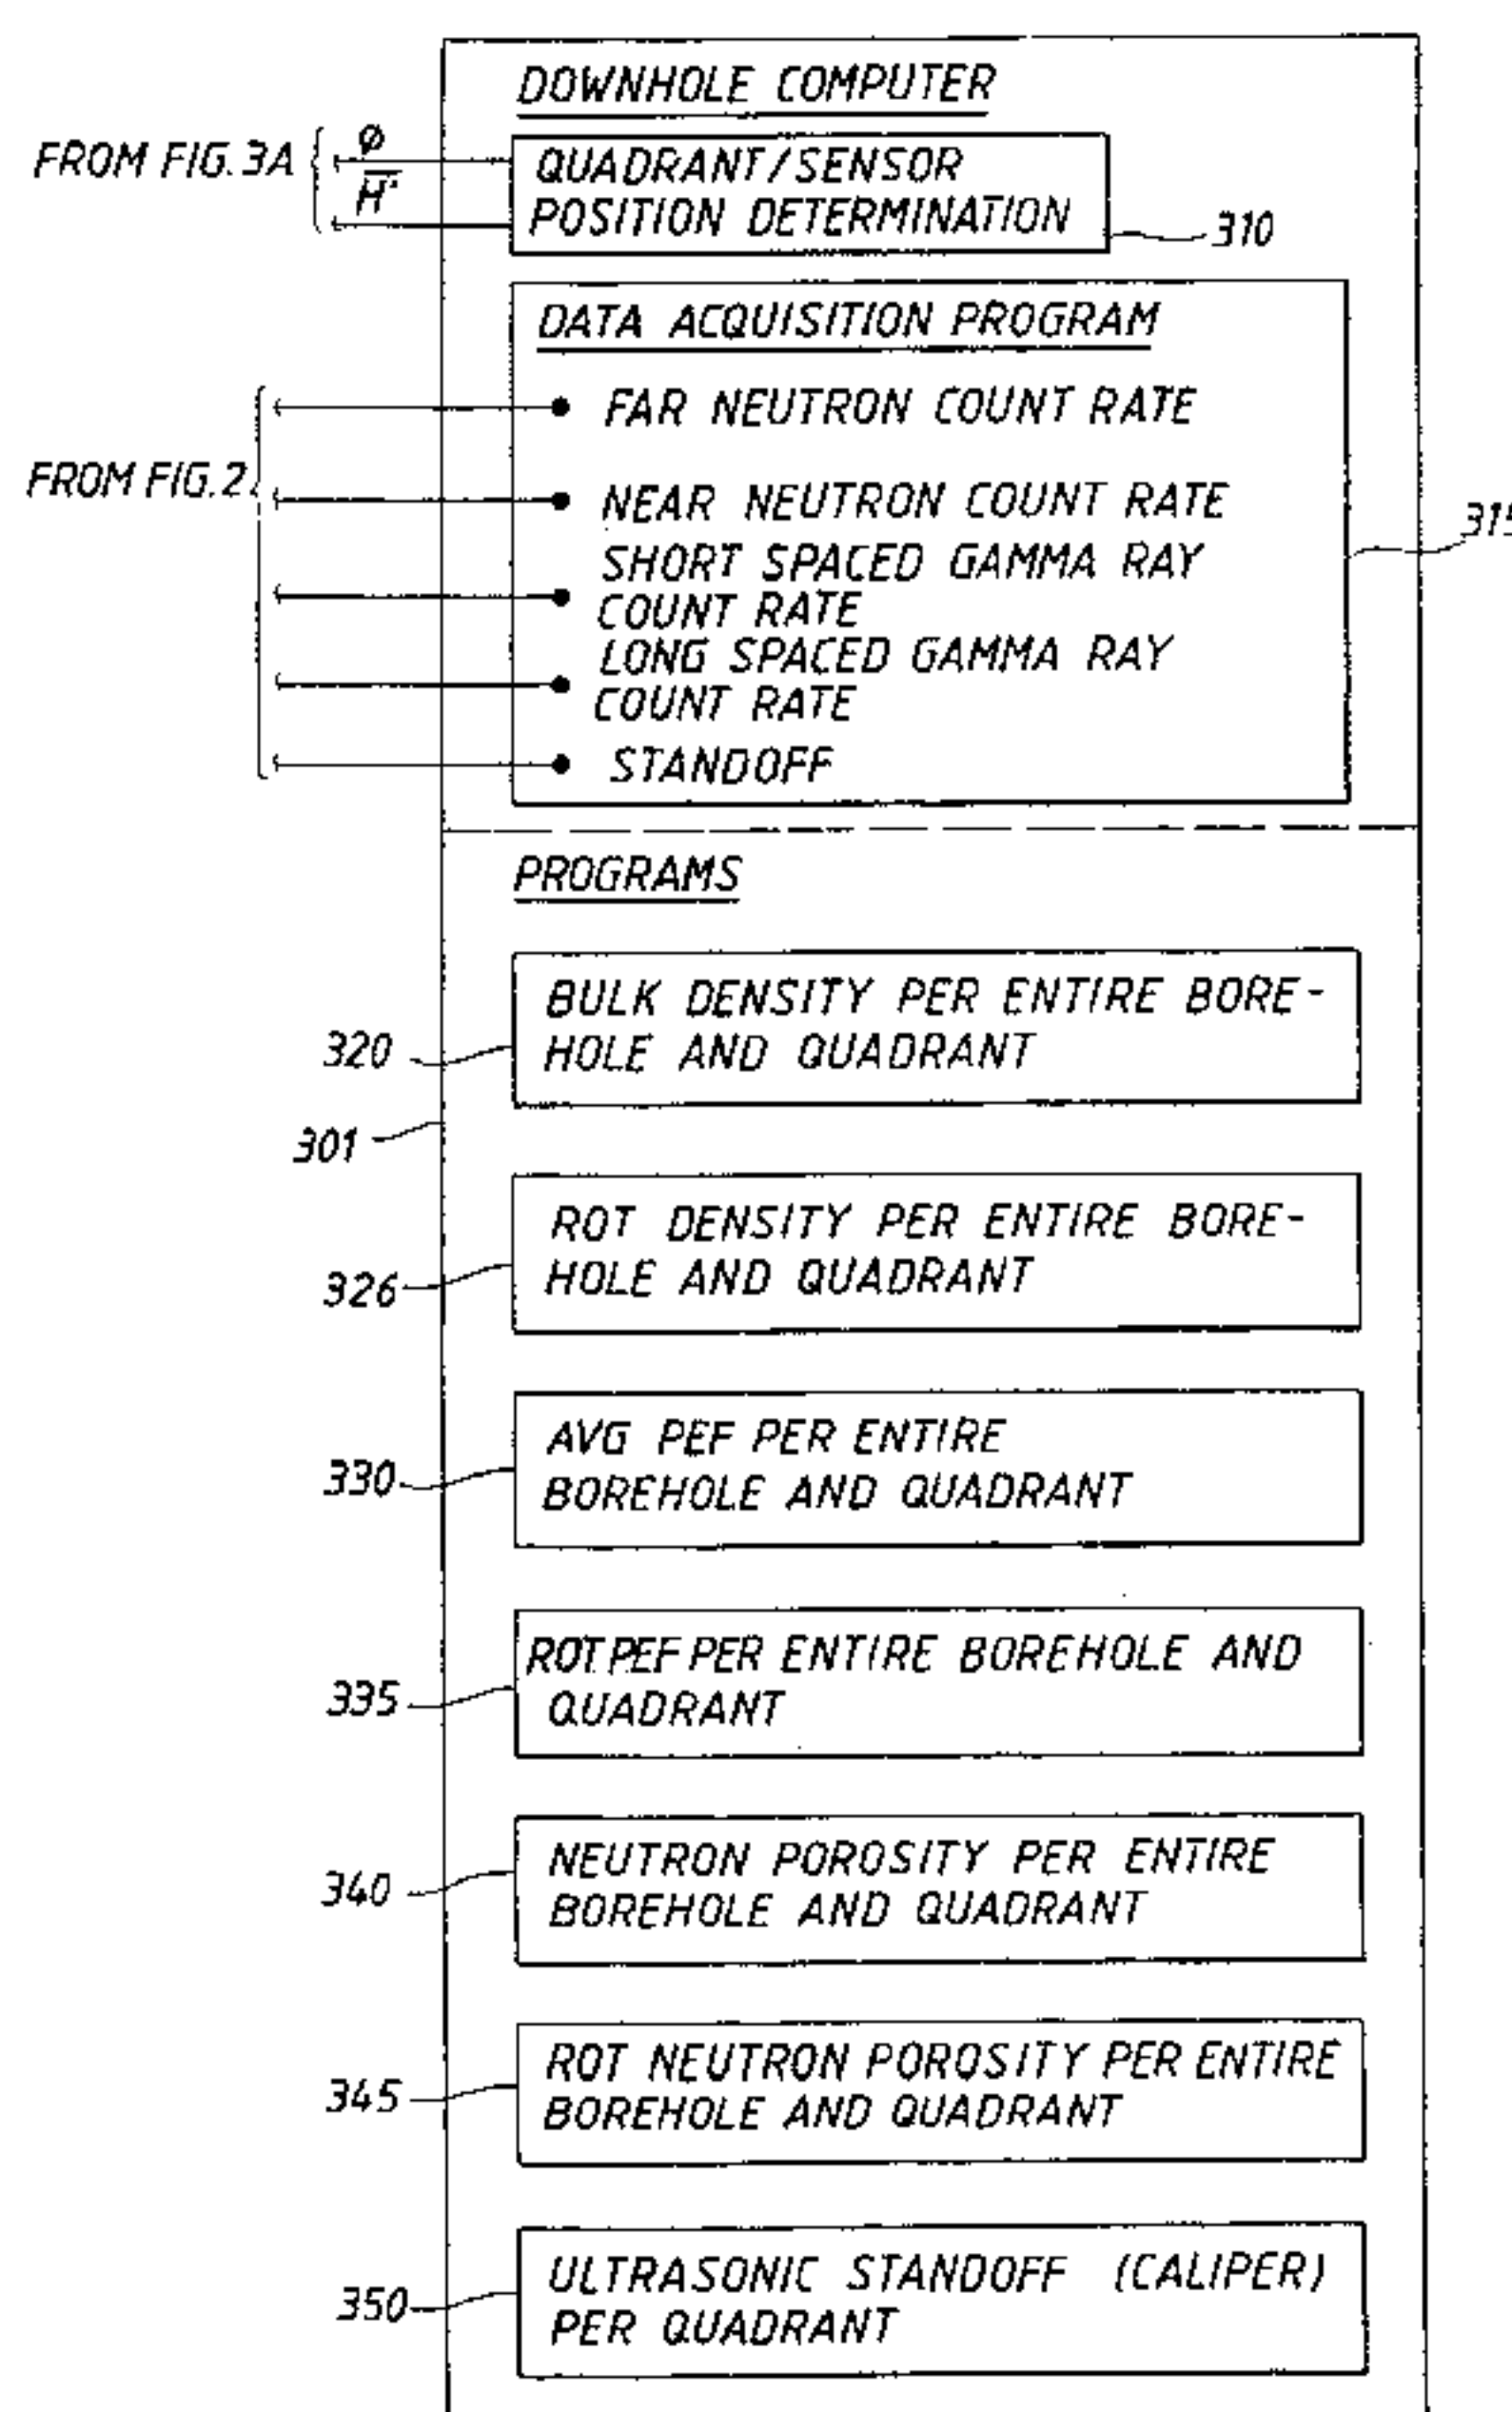 DOWNHOLE COMPUTER
FROM FIG. 3A
Φ
H
QUADRANT/SENSOR
POSITION DETERMINATION
310
DATA ACQUISITION PROGRAM
FROM FIG. 2
FAR NEUTRON COUNT RATE
NEAR NEUTRON COUNT RATE
SHORT SPACED GAMMA RAY
COUNT RATE
LONG SPACED GAMMA RAY
COUNT RATE
STANDOFF
315
PROGRAMS
BULK DENSITY PER ENTIRE BORE-
HOLE AND QUADRANT
320
301
ROT DENSITY PER ENTIRE BORE-
HOLE AND QUADRANT
326
AVG PEF PER ENTIRE
BOREHOLE AND QUADRANT
330
ROT PEF PER ENTIRE BOREHOLE AND
QUADRANT
335
NEUTRON POROSITY PER ENTIRE
BOREHOLE AND QUADRANT
340
ROT NEUTRON POROSITY PER ENTIRE
BOREHOLE AND QUADRANT
345
ULTRASONIC STANDOFF (CALIPER)
PER QUADRANT
350